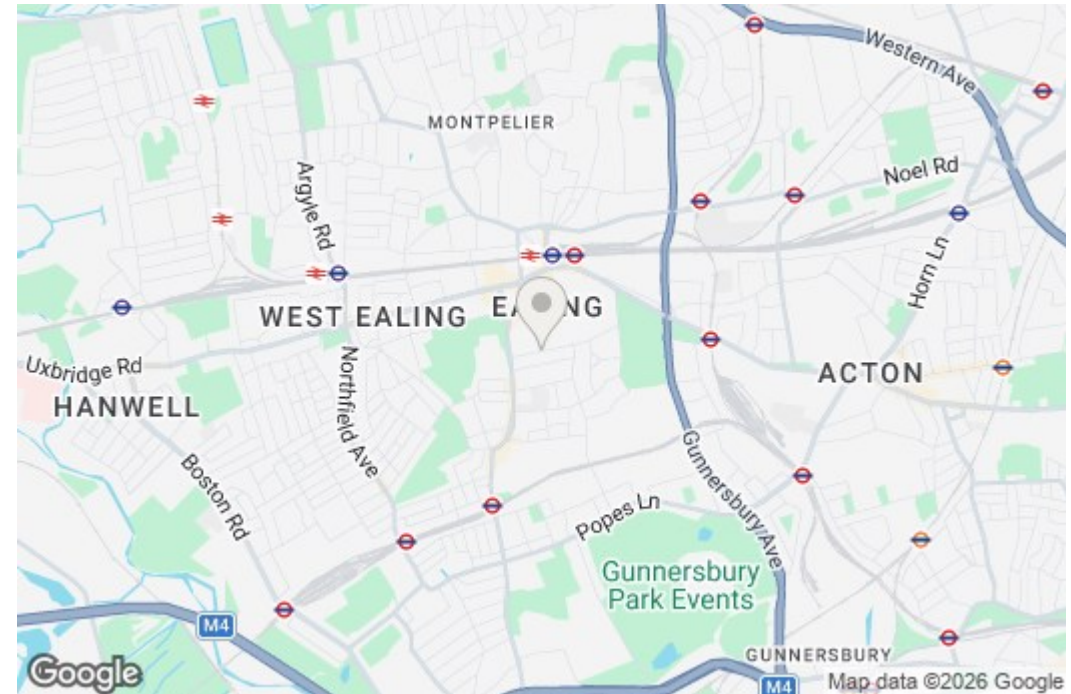 Western Ave
MONTPELIER
Argyle Rd
Noel Rd
Horn Ln
WEST EALING
Uxbridge Rd
HANWELL
Northfield Ave
ACTON
Boston Rd
Gunnersbury Ave
Popes Ln
Gunnersbury
Park Events
M4
GUNNERSBURY
M4
Google
Map data ©2026 Google